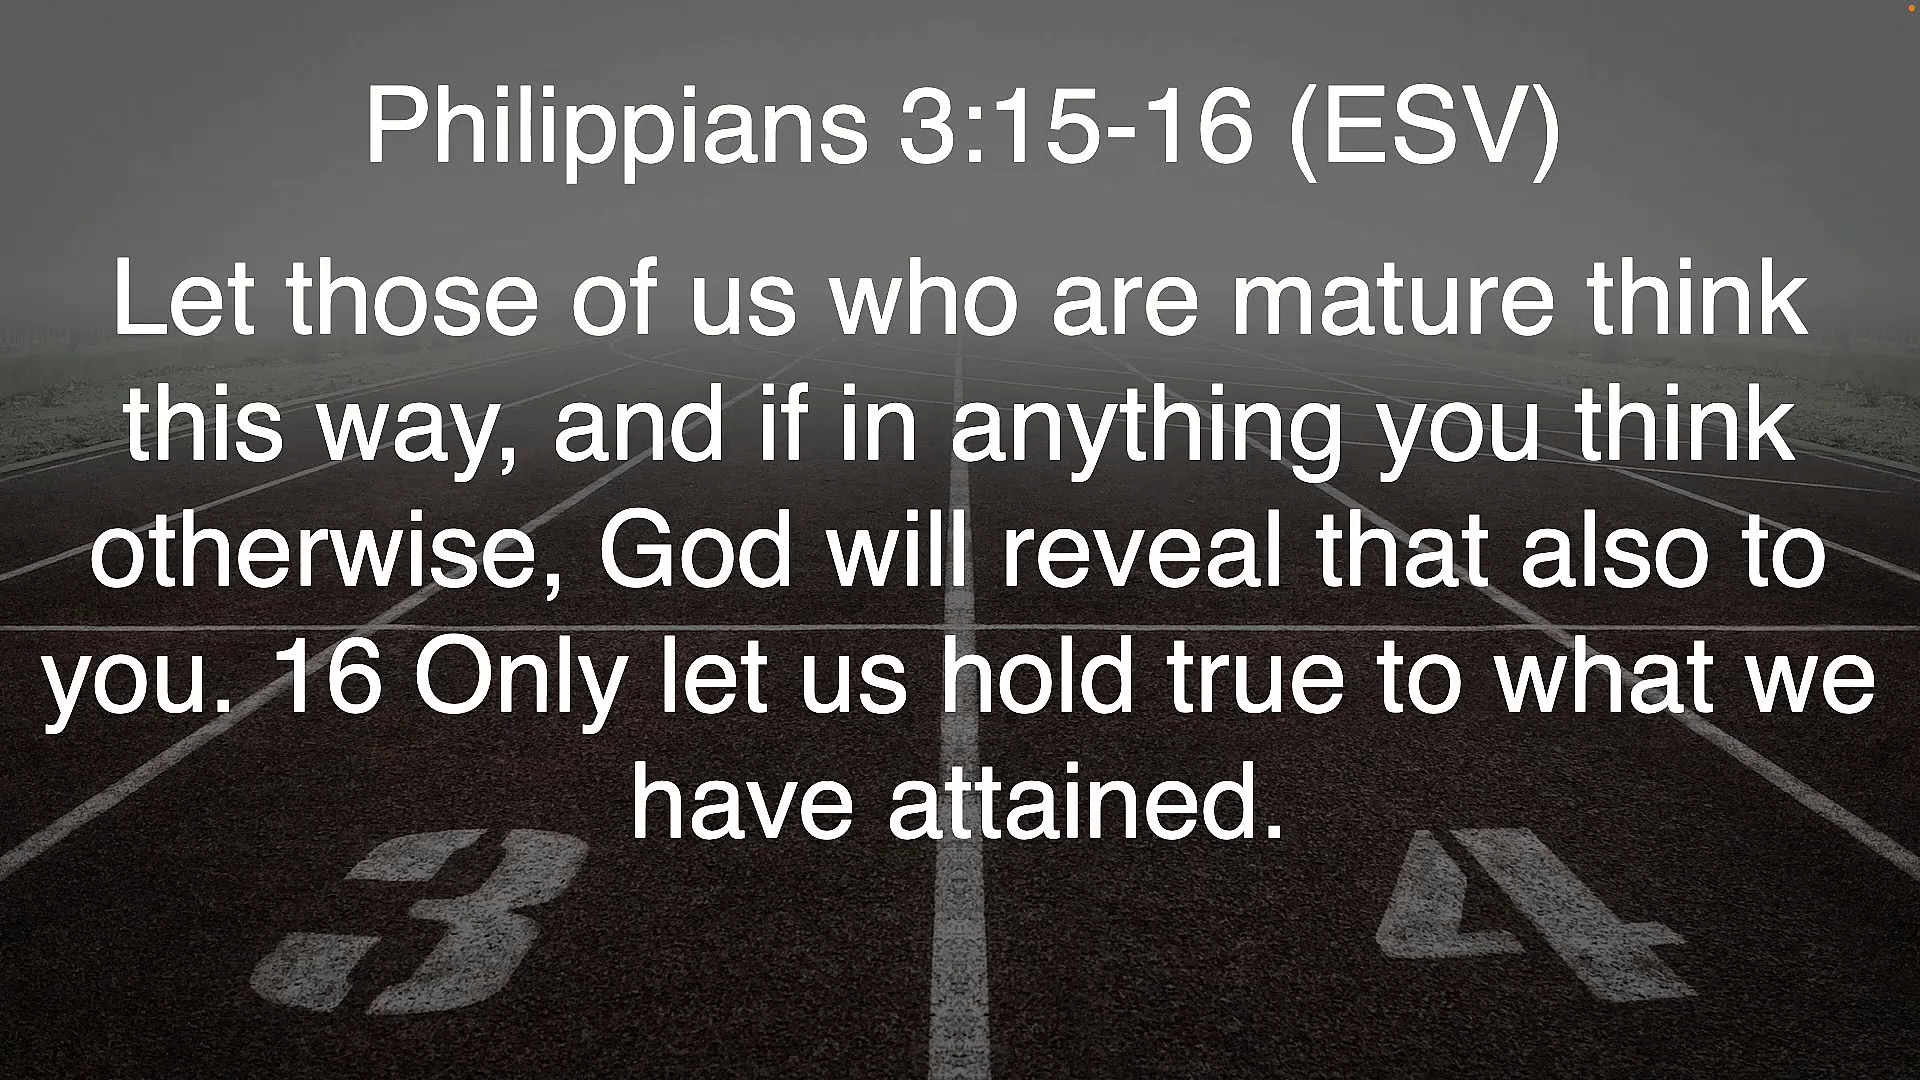 Philippians 3:15-16 (ESV)
Let those of us who are mature think
this way, and if in anything you think
otherwise, God will reveal that also to
you. 16 Only let us hold true to what we
have attained.
3 4